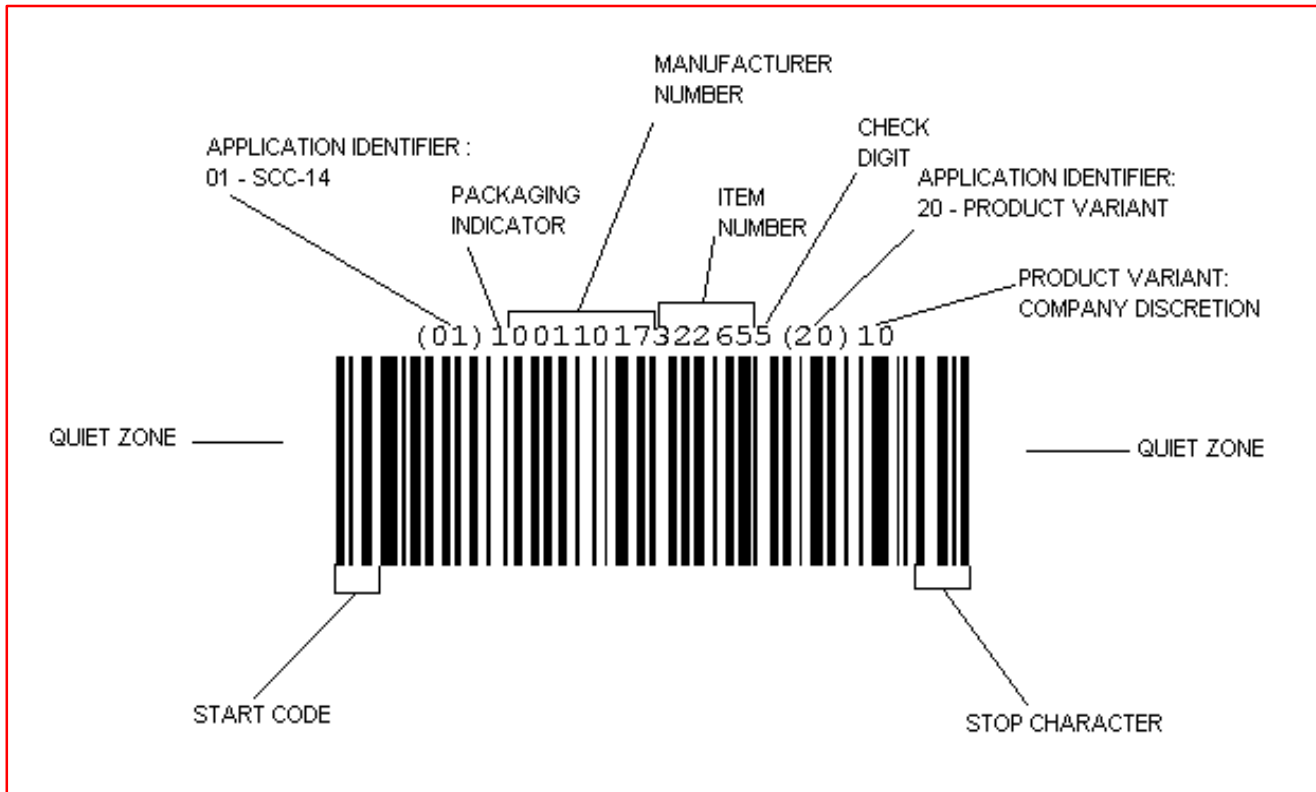 MANUFACTURER
NUMBER
CHECK
DIGIT
APPLICATION IDENTIFIER :
01 - SCC-14
APPLICATION IDENTIFIER:
20 - PRODUCT VARIANT
PACKAGING
INDICATOR
ITEM
NUMBER
PRODUCT VARIANT:
COMPANY DISCRETION
(01)10011017322655(20)10
QUIET ZONE
QUIET ZONE
START CODE
STOP CHARACTER